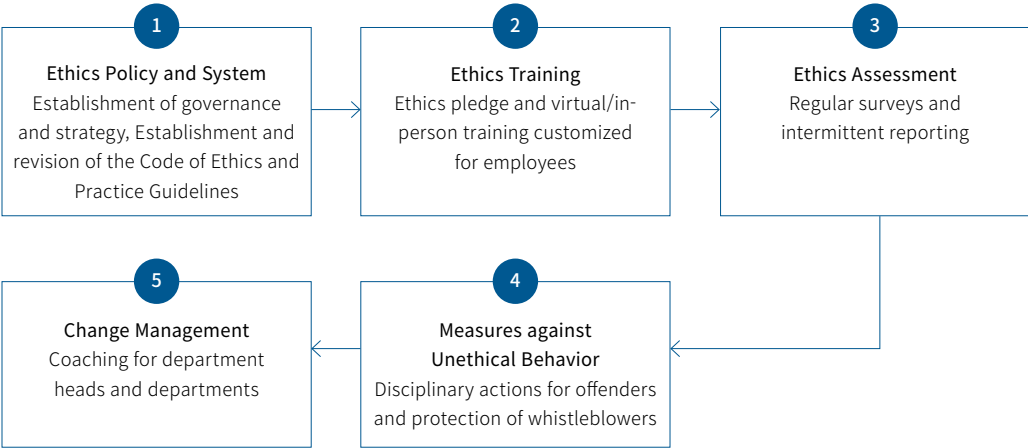 1
Ethics Policy and System
Establishment of governance
and strategy, Establishment and
revision of the Code of Ethics and
Practice Guidelines
2
Ethics Training
Ethics pledge and virtual/in-
person training customized
for employees
3
Ethics Assessment
Regular surveys and
intermittent reporting
4
Measures against
Unethical Behavior
Disciplinary actions for offenders
and protection of whistleblowers
5
Change Management
Coaching for department
heads and departments